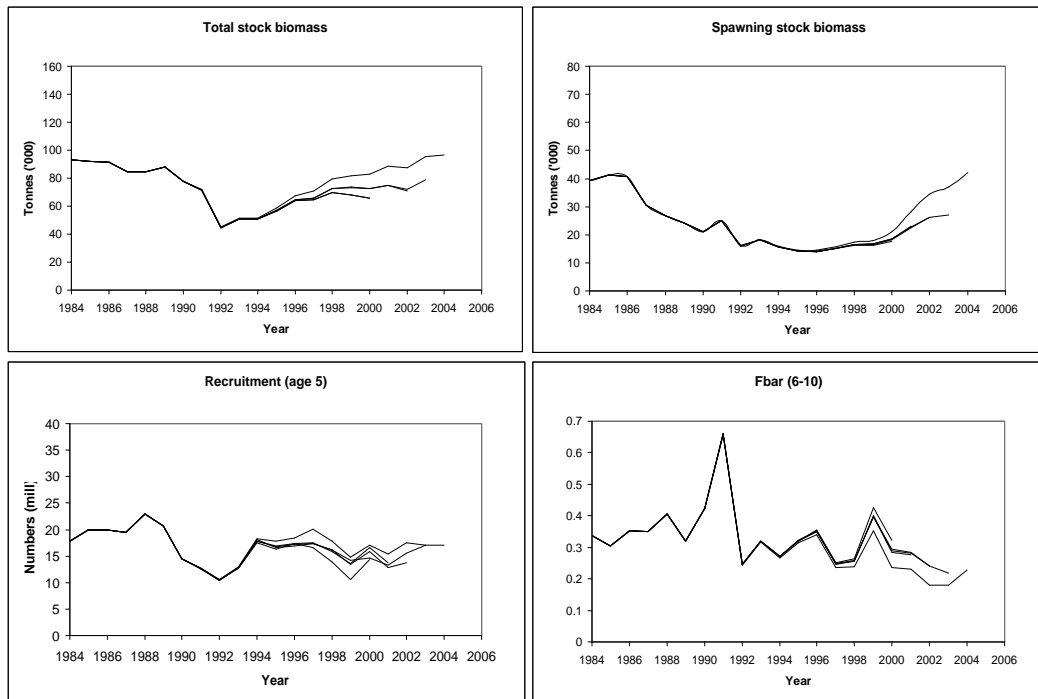 Total stock biomass
Tonnes ('000)
160
140
120
100
80
60
40
20
0
1984 1986 1988 1990 1992 1994 1996 1998 2000 2002 2004 2006
Year
Spawning stock biomass
Tonnes ('000)
80
70
60
50
40
30
20
10
0
1984 1986 1988 1990 1992 1994 1996 1998 2000 2002 2004 2006
Year
Recruitment (age 5)
Numbers (mill
40
35
30
25
20
15
10
5
0
1984 1986 1988 1990 1992 1994 1996 1998 2000 2002 2004 2006
Year
Fbar (6-10)
0.7
0.6
0.5
0.4
0.3
0.2
0.1
0
1984 1986 1988 1990 1992 1994 1996 1998 2000 2002 2004 2006
Year